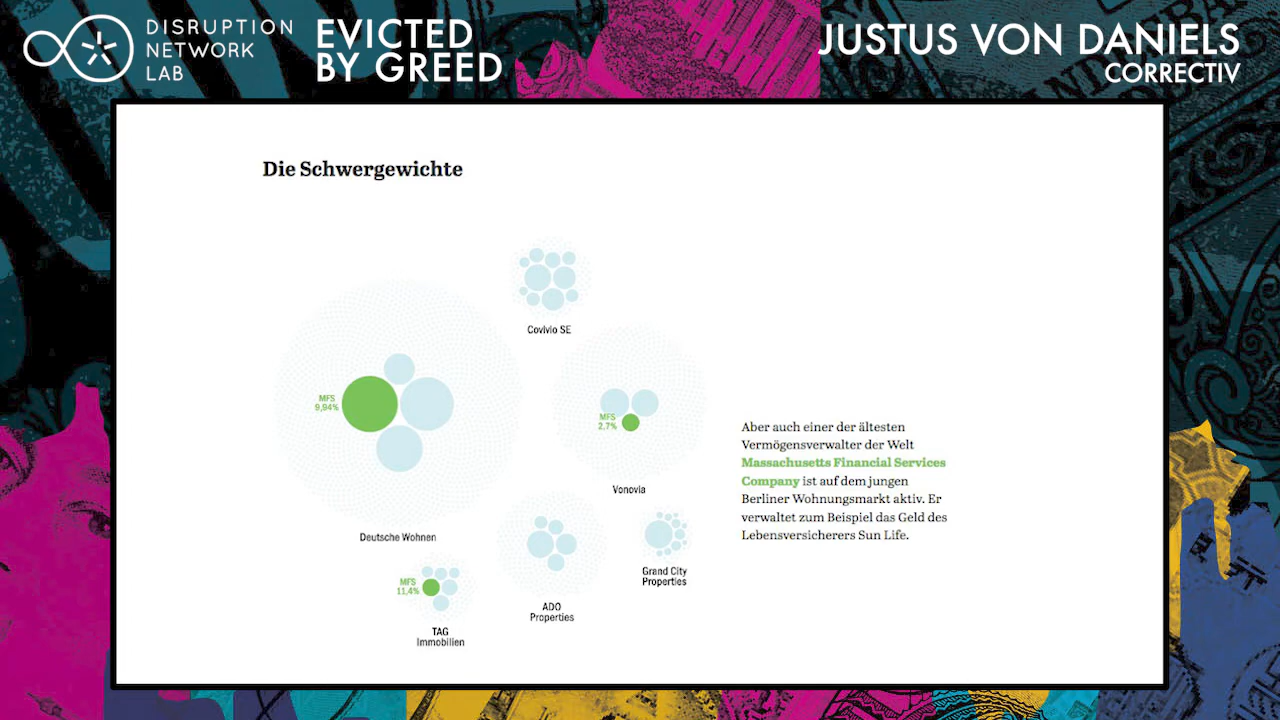 DISRUPTION
NETWORK
LAB
EVICTED
BY GREED
JUSTUS VON DANIELS
CORRECTIV
Die Schwergewichte
Covivio SE
MFS
9,94%
MFS
2,7%
Vonovia
Deutsche Wohnen
Aber auch einer der ältesten
Vermögensverwalter der Welt
Massachusetts Financial Services
Company ist auf dem jungen
Berliner Wohnungsmarkt aktiv. Er
verwaltet zum Beispiel das Geld des
Lebensversicherers Sun Life.
MFS
11,4%
TAG
Immobilien
ADO
Properties
Grand City
Properties